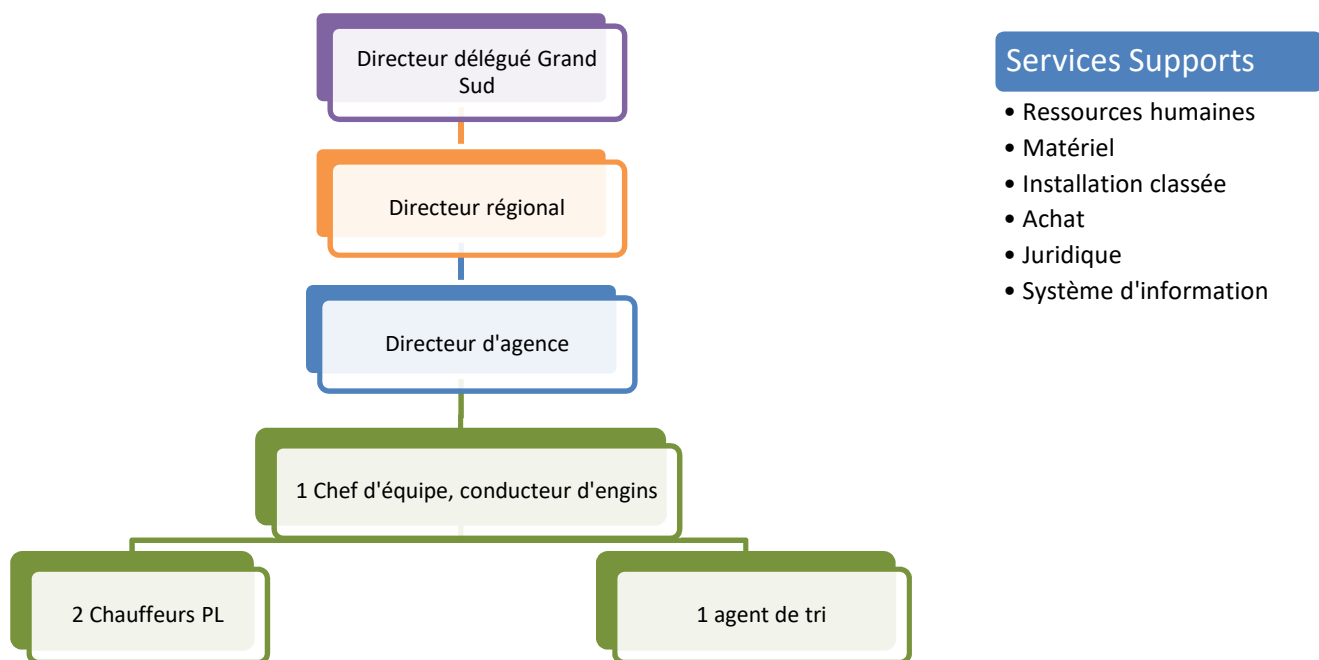 Directeur délégué Grand
Sud
Directeur régional
Directeur d'agence
1 Chef d'équipe, conducteur d'engins
2 Chauffeurs PL
1 agent de tri
Services Supports
• Ressources humaines
• Matériel
• Installation classée
• Achat
• Juridique
• Système d'information